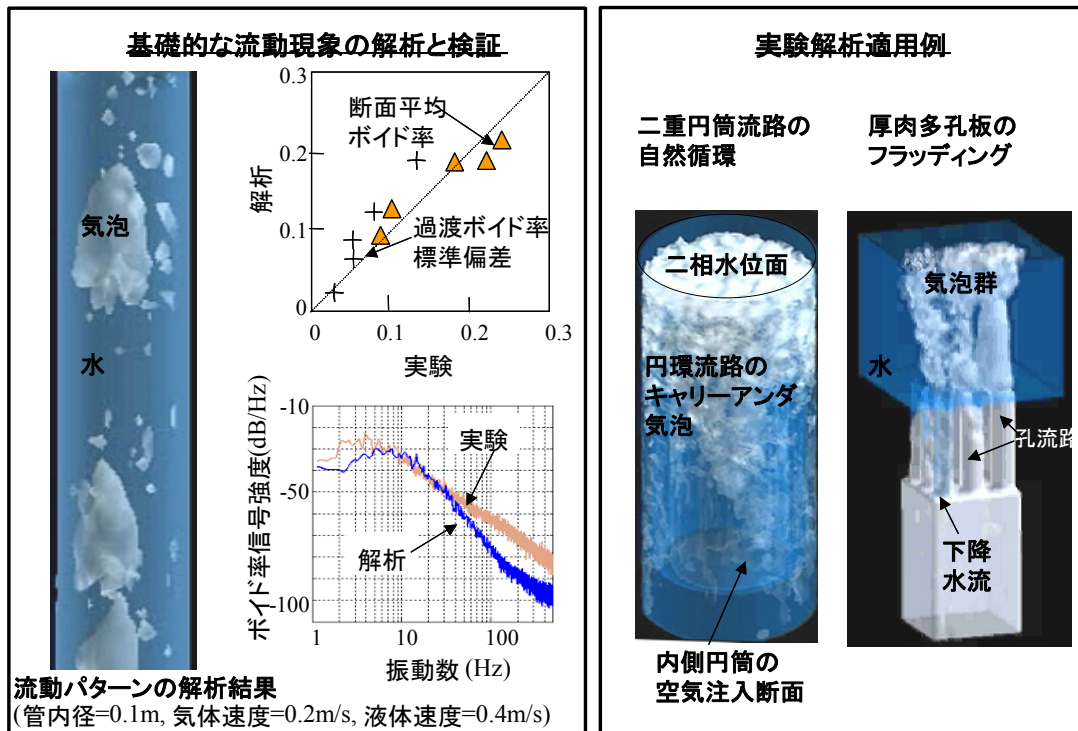 基礎的な流動現象の解析と検証
気泡
水
0.3
0.2
0.1
0
解析
断面平均
ボイド率
過渡ボイド率
標準偏差
0
0.1
0.2
0.3
実験
-10
-50
-100
ボイド率信号強度(dB/Hz)
実験
解析
1
10
100
振動数 (Hz)
流動パターンの解析結果
(管内径=0.1m, 気体速度=0.2m/s, 液体速度=0.4m/s)
実験解析適用例
二重円筒流路の
自然循環
二相水位面
円環流路の
キャリーアンダ
気泡
内側円筒の
空気注入断面
厚肉多孔板の
フラッディング
気泡群
水
孔流路
下降
水流